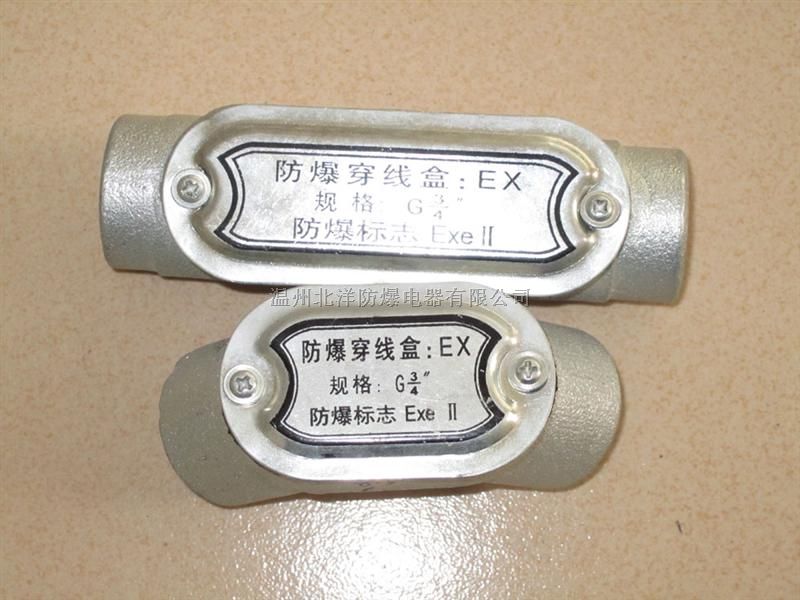 防爆穿线盒: EX
规格: G 3/4"
防爆标志 Exe II
温州北洋防爆电器有限公司
防爆穿线盒: EX
规格: G 3/4"
防爆标志 Exe II